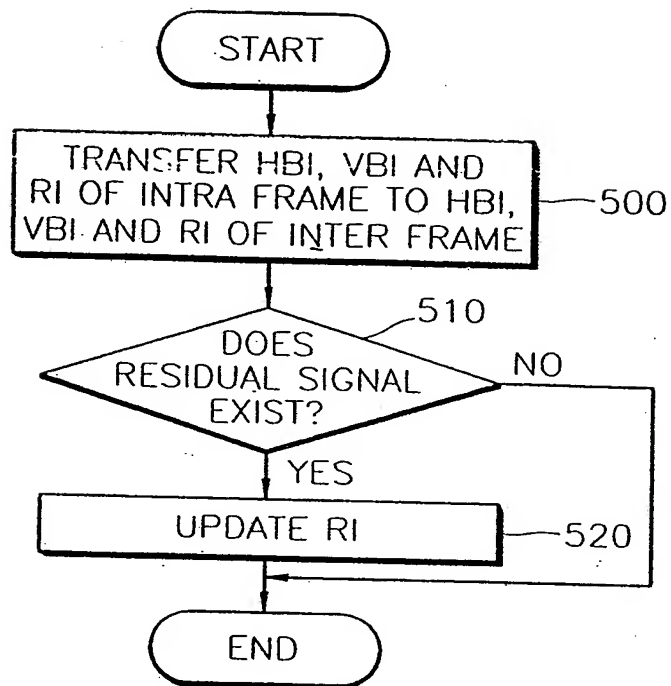 START
TRANSFER HBI, VBI AND
RI OF INTRA FRAME TO HBI,
VBI AND RI OF INTER FRAME
500
510
DOES
RESIDUAL SIGNAL
EXIST?
NO
YES
UPDATE RI
520
END